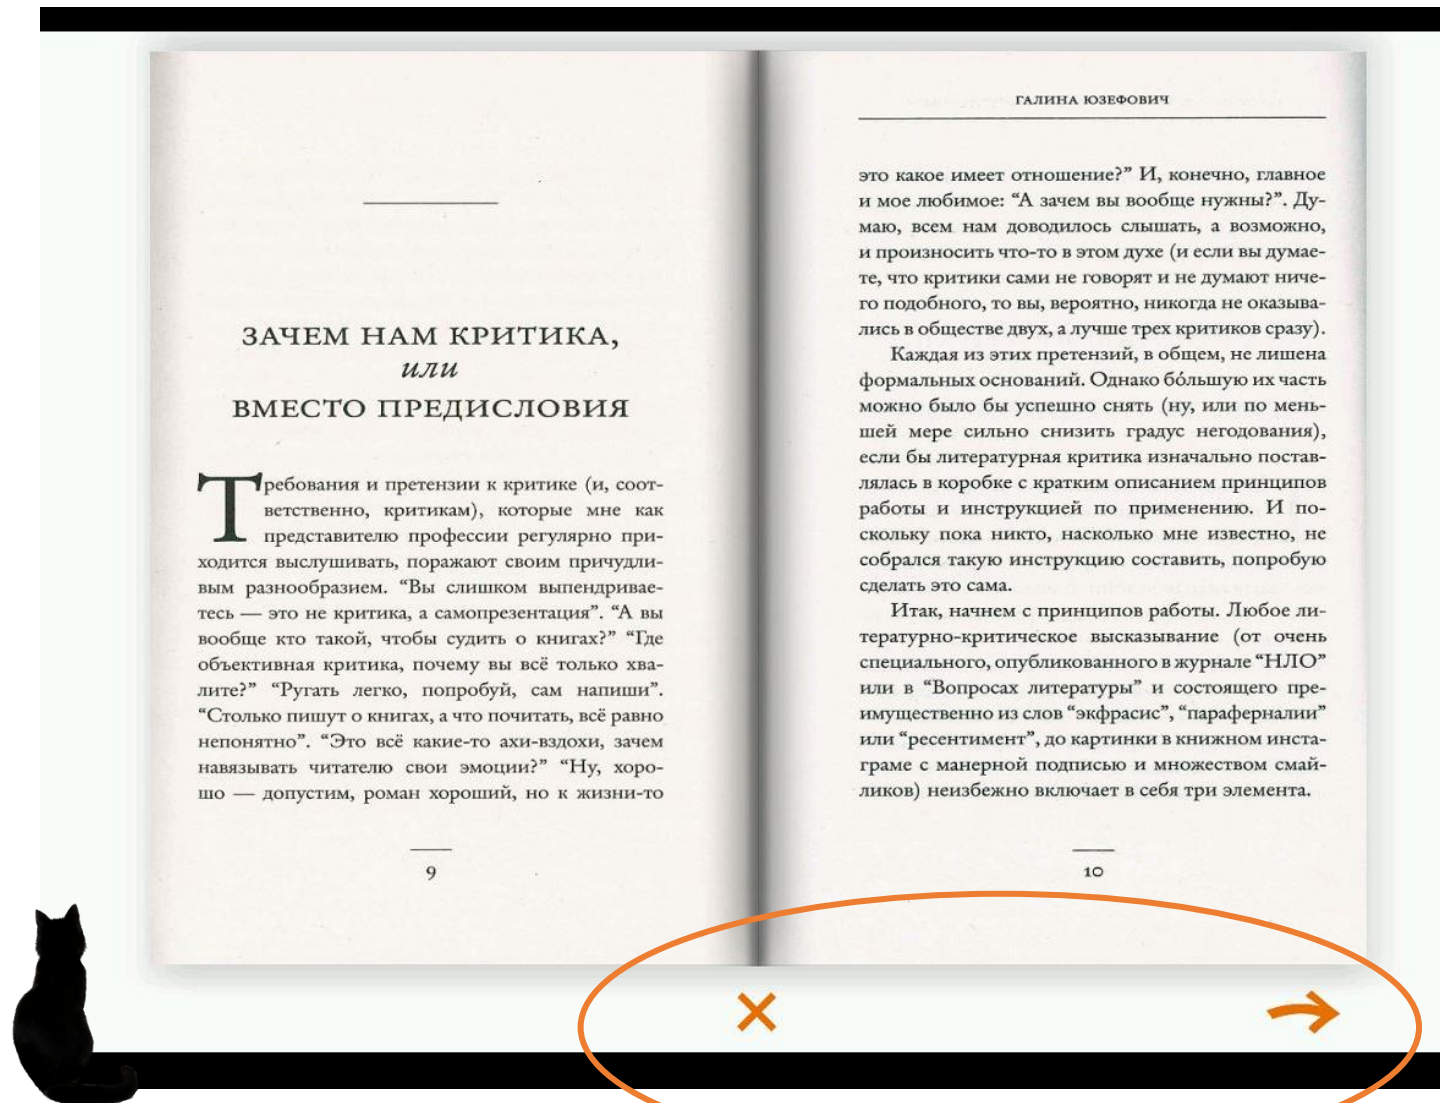 ЗАЧЕМ НАМ КРИТИКА,
или
ВМЕСТО ПРЕДИСЛОВИЯ
Требования и претензии к критике (и, соот-
ветственно, критикам), которые мне как
представителю профессии регулярно при-
ходится выслушивать, поражают своим причудли-
вым разнообразием. “Вы слишком выпендривае-
тесь — это не критика, а самопрезентация”. “А вы
вообще кто такой, чтобы судить о книгах?” “Где
объективная критика, почему вы всё только хва-
лите?” “Ругать легко, попробуй, сам напиши”.
“Столько пишут о книгах, а что почитать, всё равно
непонятно”. “Это всё какие-то ахи-вздохи, зачем
навязывать читателю свои эмоции?” “Ну, хоро-
шо — допустим, роман хороший, но к жизни-то
9
ГАЛИНА ЮЗЕФОВИЧ
это какое имеет отношение?” И, конечно, главное
и мое любимое: “А зачем вы вообще нужны?”. Ду-
маю, всем нам доводилось слышать, а возможно,
и произносить что-то в этом духе (и если вы думае-
те, что критики сами не говорят и не думают ниче-
го подобного, то вы, вероятно, никогда не оказыва-
лись в обществе двух, а лучше трех критиков сразу).
Каждая из этих претензий, в общем, не лишена
формальных оснований. Однако бо́льшую их часть
можно было бы успешно снять (ну, или по мень-
шей мере сильно снизить градус негодования),
если бы литературная критика изначально постав-
лялась в коробке с кратким описанием принципов
работы и инструкцией по применению. И по-
скольку пока никто, насколько мне известно, не
собрался такую инструкцию составить, попробую
сделать это сама.
Итак, начнем с принципов работы. Любое ли-
тературно-критическое высказывание (от очень
специального, опубликованного в журнале “НЛО”
или в “Вопросах литературы” и состоящего пре-
имущественно из слов “экфрасис”, “параферналии”
или “ресентимент”, до картинки в книжном инста-
граме с манерной подписью и множеством смай-
ликов) неизбежно включает в себя три элемента.
10